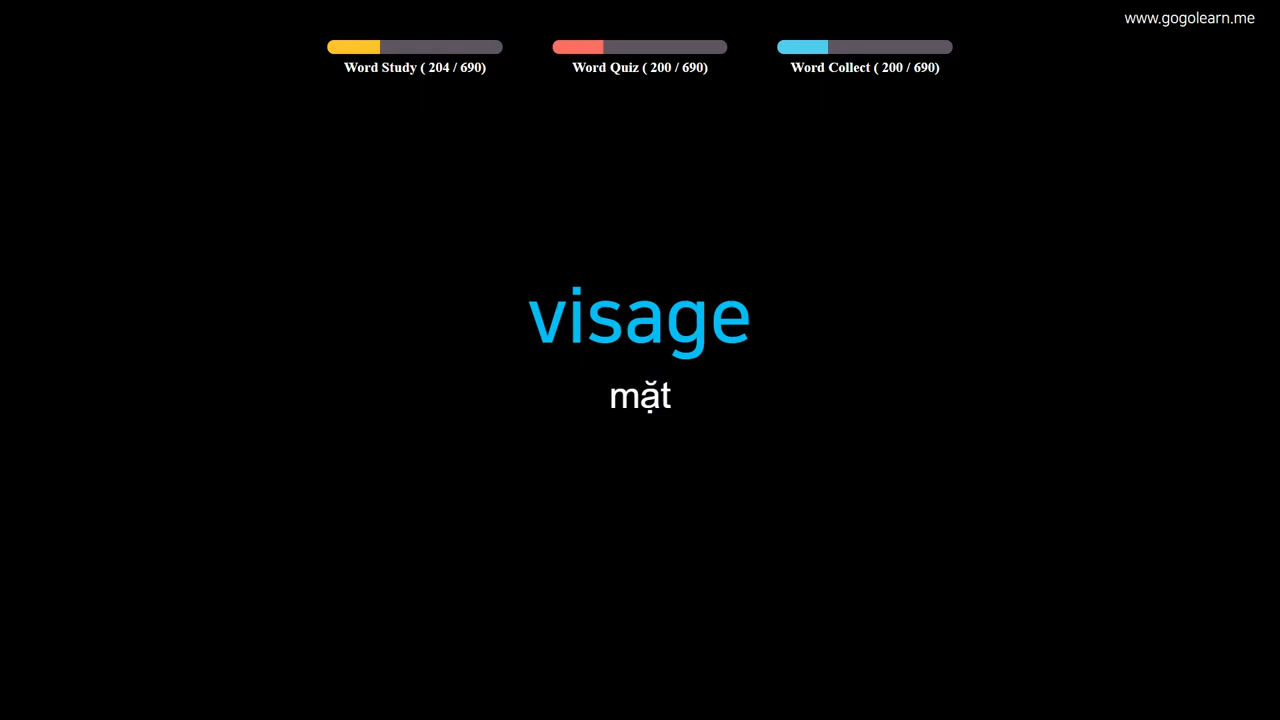 www.gogolearn.me
Word Study ( 204 / 690) Word Quiz ( 200 / 690) Word Collect ( 200 / 690)
visage
mặt